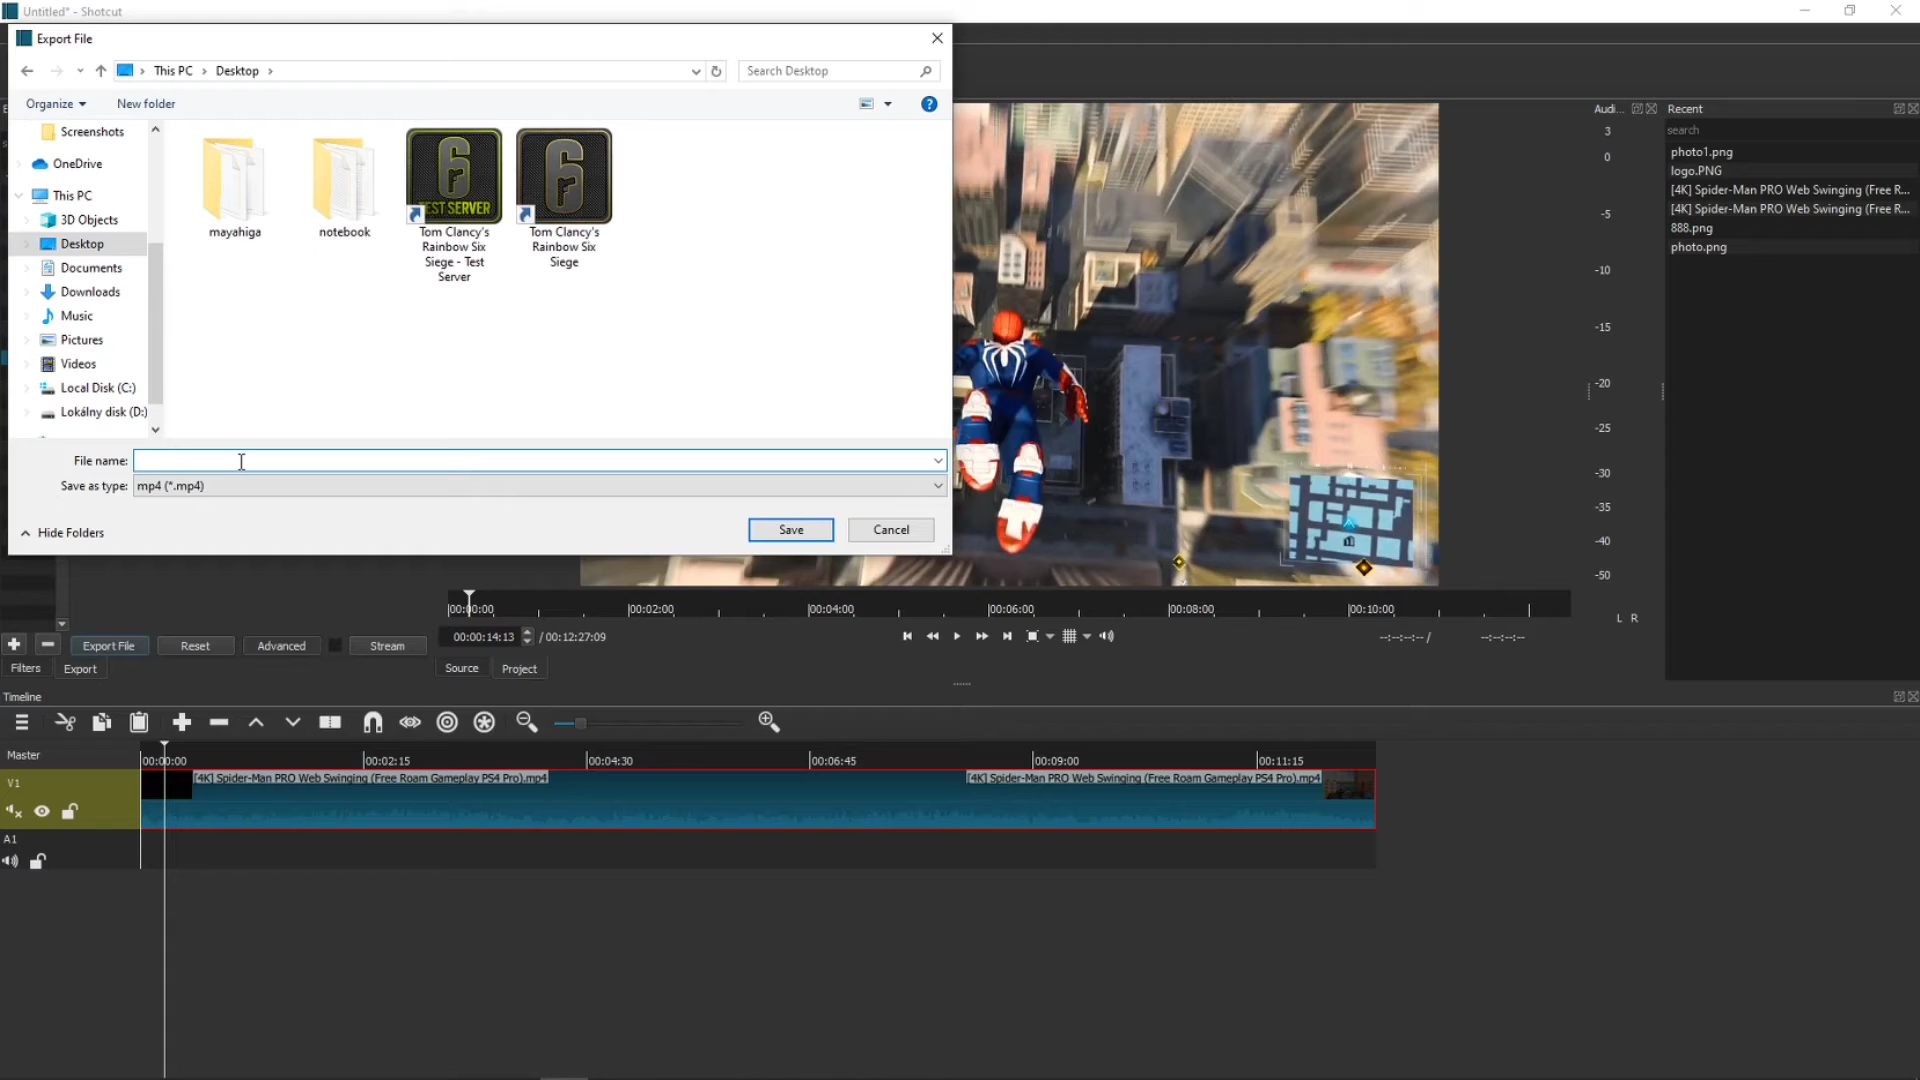 Untitled* - Shotcut
Export File
This PC
Desktop
Search Desktop
Organize
New folder
Screenshots
OneDrive
This PC
3D Objects
Desktop
Documents
Downloads
Music
Pictures
Videos
Local Disk (C:)
Lokálny disk (D:)
mayahiga
notebook
TEST SERVER
Tom Clancy's
Rainbow Six
Siege - Test
Server
Tom Clancy's
Rainbow Six
Siege
File name:
Save as type:
mp4 (*.mp4)
Hide Folders
Save
Cancel
Audi...
3
0
-5
-10
-15
-20
-25
-30
-35
-40
-50
L R
Recent
search
photo1.png
logo.PNG
[4K] Spider-Man PRO Web Swinging (Free R...
[4K] Spider-Man PRO Web Swinging (Free R...
888.png
photo.png
00:00:00
00:02:00
00:04:00
00:06:00
00:08:00
00:10:00
Export File
Reset
Advanced
Stream
00:00:14:13
/ 00:12:27:09
--:--:--:-- /
--:--:--:--
Filters
Export
Source
Project
Timeline
Master
00:00:00
00:02:15
00:04:30
00:06:45
00:09:00
00:11:15
V1
[4K] Spider-Man PRO Web Swinging (Free Roam Gameplay PS4 Pro).mp4
[4K] Spider-Man PRO Web Swinging (Free Roam Gameplay PS4 Pro).mp4
A1